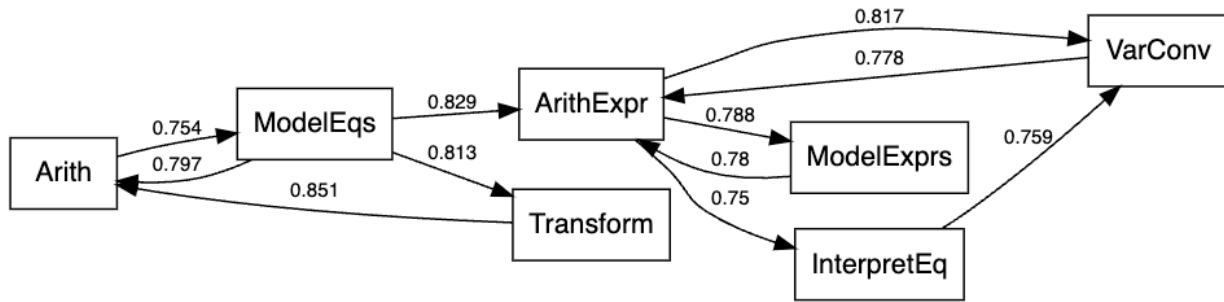 0.817
VarConv
0.778
ArithExpr
0.829
ModelEqs
0.754
0.788
0.759
ModelExprs
0.78
0.813
0.797
Arith
0.851
0.75
Transform
InterpretEq